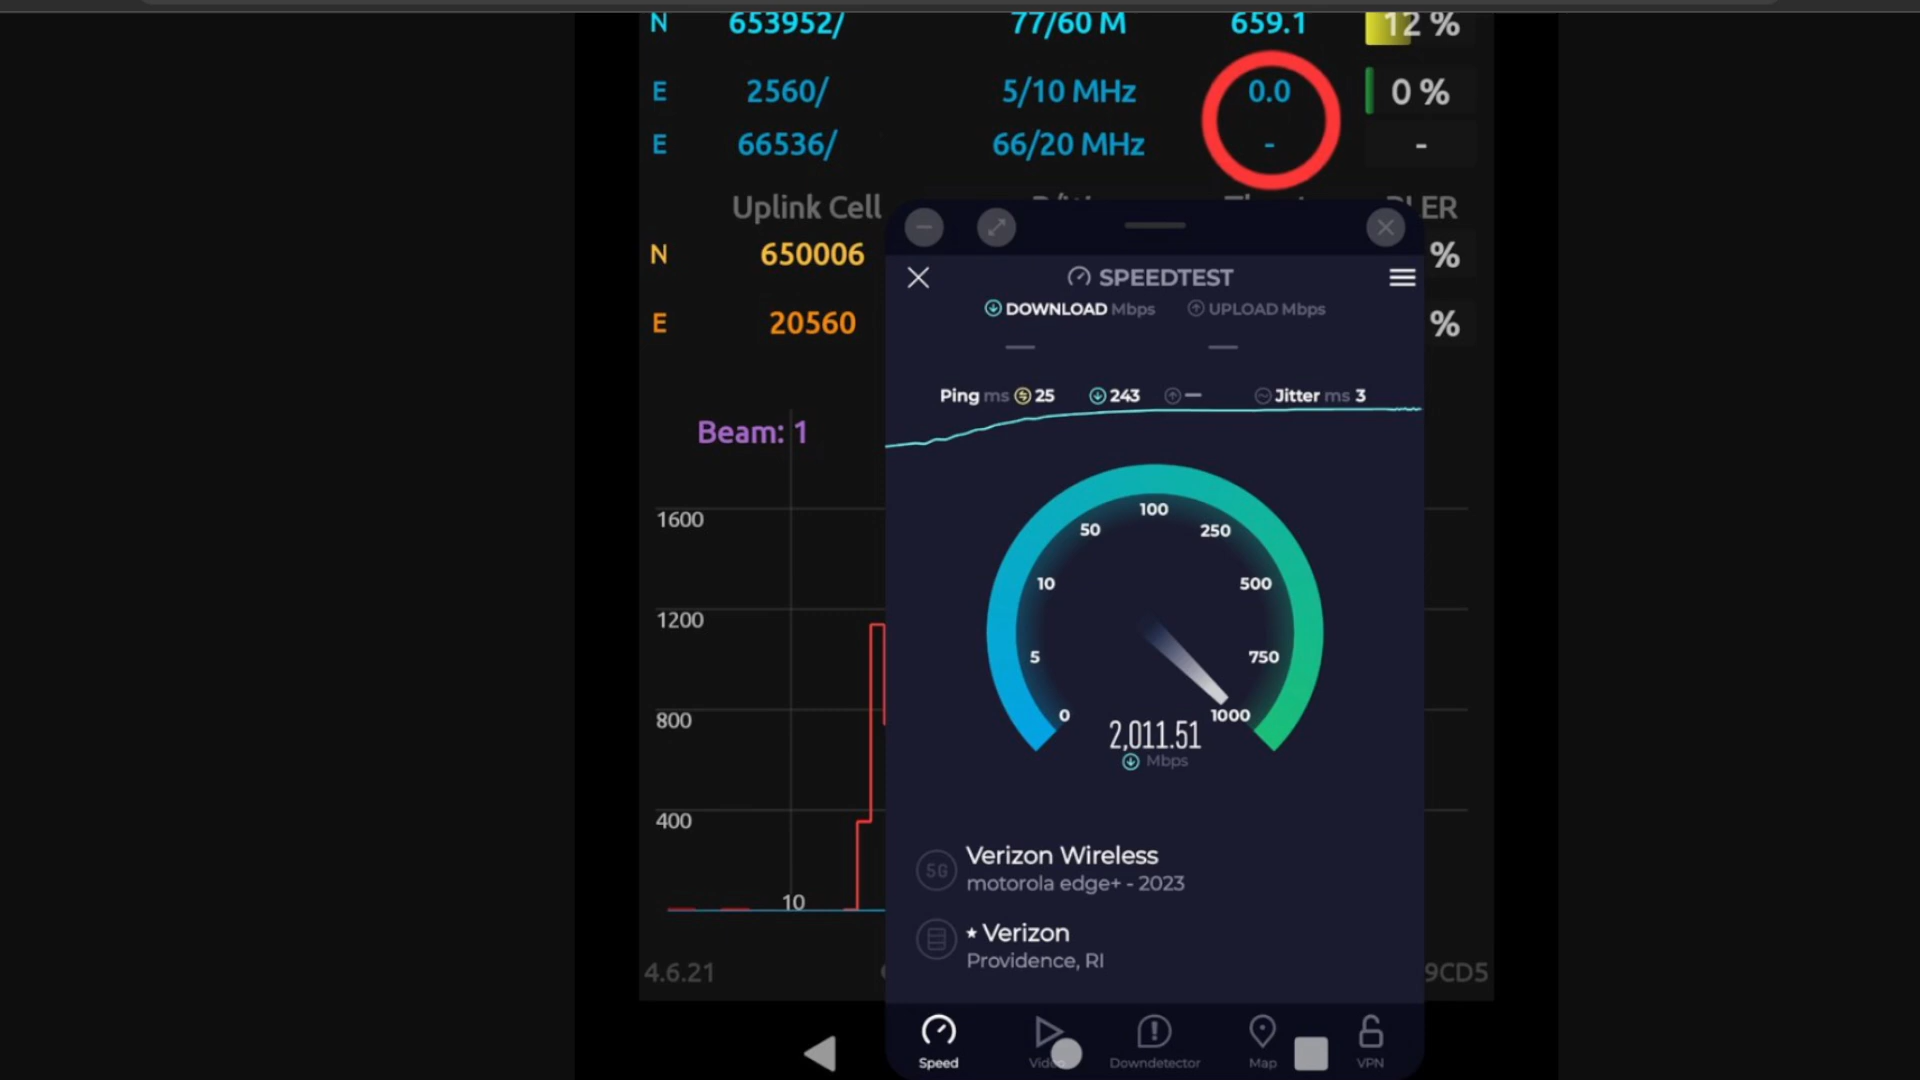 N 653952/ 77/60 M 659.1 12 %
E 2560/ 5/10 MHz 0.0 0 %
E 66536/ 66/20 MHz - -
Uplink Cell
N 650006 %
E 20560 %
Beam: 1
1600
1200
800
400
10
4.6.21
9CD5
SPEEDTEST
DOWNLOAD Mbps UPLOAD Mbps
— —
Ping ms 25 243 — Jitter ms 3
0
5
10
50
100
250
500
750
1000
2,011.51
Mbps
5G
Verizon Wireless
motorola edge+ - 2023
★ Verizon
Providence, RI
Speed Video Downdetector Map VPN